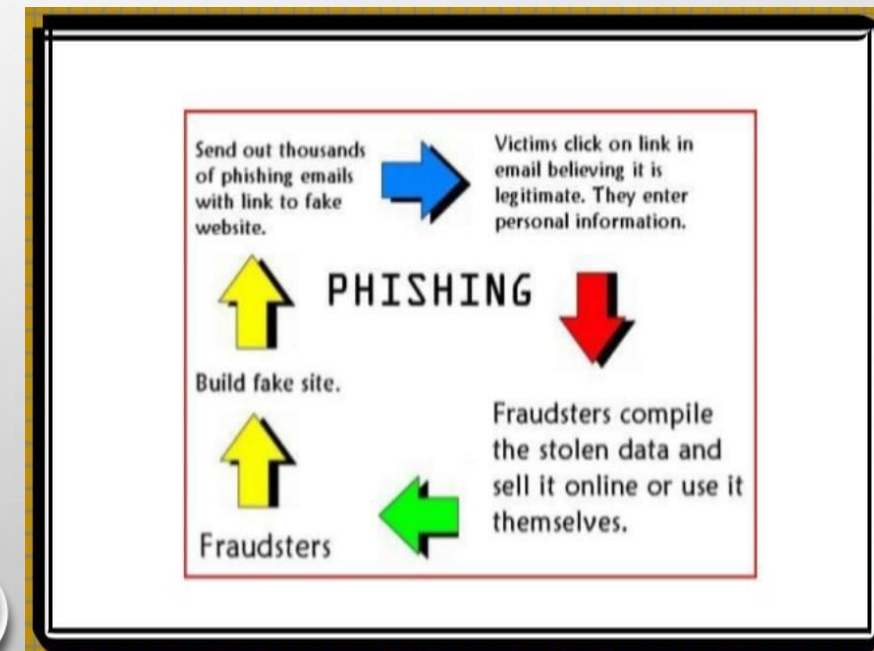 Send out thousands
of phishing emails
with link to fake
website.
Victims click on link in
email believing it is
legitimate. They enter
personal information.
PHISHING
Build fake site.
Fraudsters compile
the stolen data and
sell it online or use it
themselves.
Fraudsters